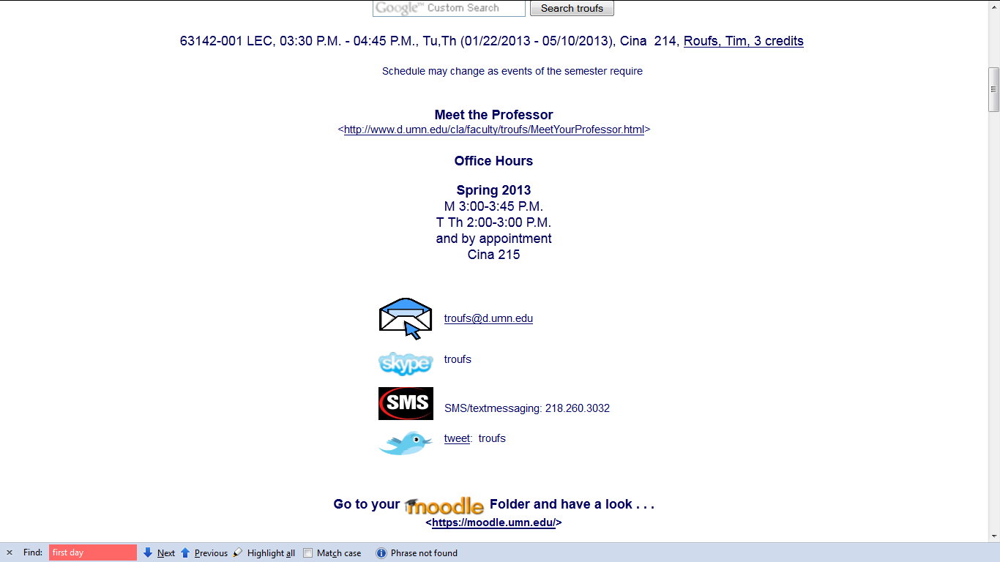 Google™ Custom Search Search troufs
63142-001 LEC, 03:30 P.M. - 04:45 P.M., Tu,Th (01/22/2013 - 05/10/2013), Cina 214, Roufs, Tim, 3 credits
Schedule may change as events of the semester require
Meet the Professor
<http://www.d.umn.edu/cla/faculty/troufs/MeetYourProfessor.html>
Office Hours
Spring 2013
M 3:00-3:45 P.M.
T Th 2:00-3:00 P.M.
and by appointment
Cina 215
troufs@d.umn.edu
skype troufs
SMS SMS/textmessaging: 218.260.3032
tweet: troufs
Go to your moodle Folder and have a look . . .
<https://moodle.umn.edu/>
Find: first day Next Previous Highlight all Match case Phrase not found